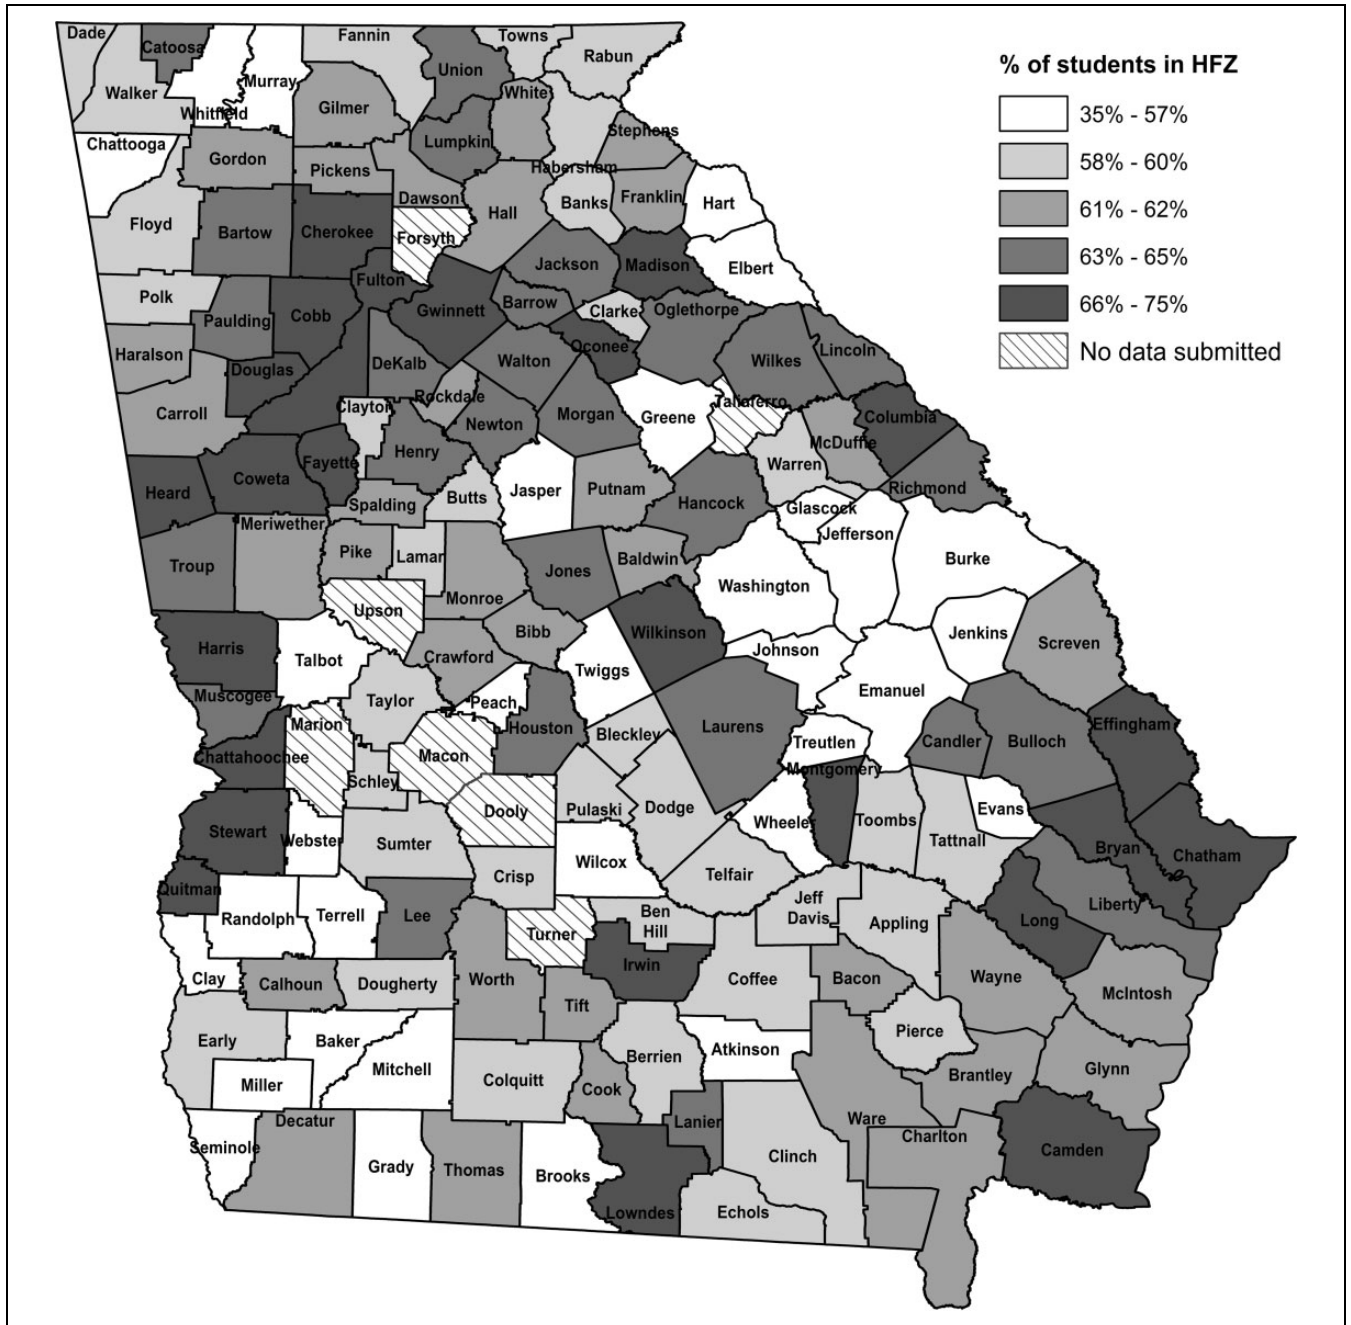 % of students in HFZ
35% - 57%
58% - 60%
61% - 62%
63% - 65%
66% - 75%
No data submitted
Dade
Catoosa
Fannin
Towns
Rabun
Union
Walker
Whitfield
Murray
Gilmer
White
Chattooga
Gordon
Pickens
Lumpkin
Stephens
Habersham
Dawson
Hall
Banks
Franklin
Hart
Floyd
Bartow
Cherokee
Forsyth
Jackson
Madison
Elbert
Polk
Fulton
Gwinnett
Barrow
Clarke
Oglethorpe
Paulding
Cobb
Haralson
Douglas
DeKalb
Walton
Oconee
Wilkes
Lincoln
Carroll
Clayton
Rockdale
Newton
Morgan
Greene
Taliaferro
Columbia
McDuffie
Heard
Coweta
Fayette
Henry
Warren
Richmond
Spalding
Butts
Jasper
Putnam
Hancock
Glascock
Meriwether
Jefferson
Troup
Pike
Lamar
Jones
Baldwin
Burke
Upson
Monroe
Washington
Harris
Talbot
Crawford
Bibb
Wilkinson
Twiggs
Johnson
Jenkins
Screven
Muscogee
Taylor
Peach
Emanuel
Marion
Houston
Bleckley
Laurens
Effingham
Chattahoochee
Macon
Treutlen
Candler
Bulloch
Schley
Montgomery
Stewart
Webster
Sumter
Dooly
Pulaski
Dodge
Wheeler
Toombs
Evans
Tattnall
Bryan
Chatham
Quitman
Crisp
Wilcox
Telfair
Randolph
Terrell
Lee
Ben
Hill
Jeff
Davis
Appling
Long
Liberty
Turner
Clay
Calhoun
Dougherty
Worth
Irwin
Coffee
Bacon
Wayne
McIntosh
Tift
Early
Baker
Mitchell
Berrien
Atkinson
Pierce
Miller
Colquitt
Cook
Brantley
Glynn
Seminole
Decatur
Lanier
Ware
Charlton
Camden
Grady
Thomas
Brooks
Clinch
Lowndes
Echols